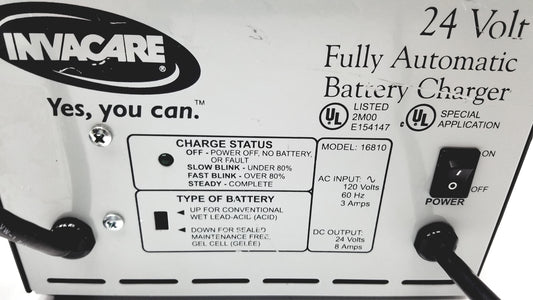 INVACARE®
Yes, you can.™
24 Volt
Fully Automatic
Battery Charger
UL LISTED
2M00
E154147
c UL SPECIAL
APPLICATION
CHARGE STATUS
OFF - POWER OFF, NO BATTERY,
OR FAULT
SLOW BLINK - UNDER 80%
FAST BLINK - OVER 80%
STEADY - COMPLETE
TYPE OF BATTERY
◄ UP FOR CONVENTIONAL
WET LEAD-ACID (ACID)
◄ DOWN FOR SEALED
MAINTENANCE FREE,
GEL CELL (GELÉE)
MODEL: 16810
AC INPUT: ∿
120 Volts
60 Hz
3 Amps
DC OUTPUT:
24 Volts
8 Amps
ON
OFF
POWER